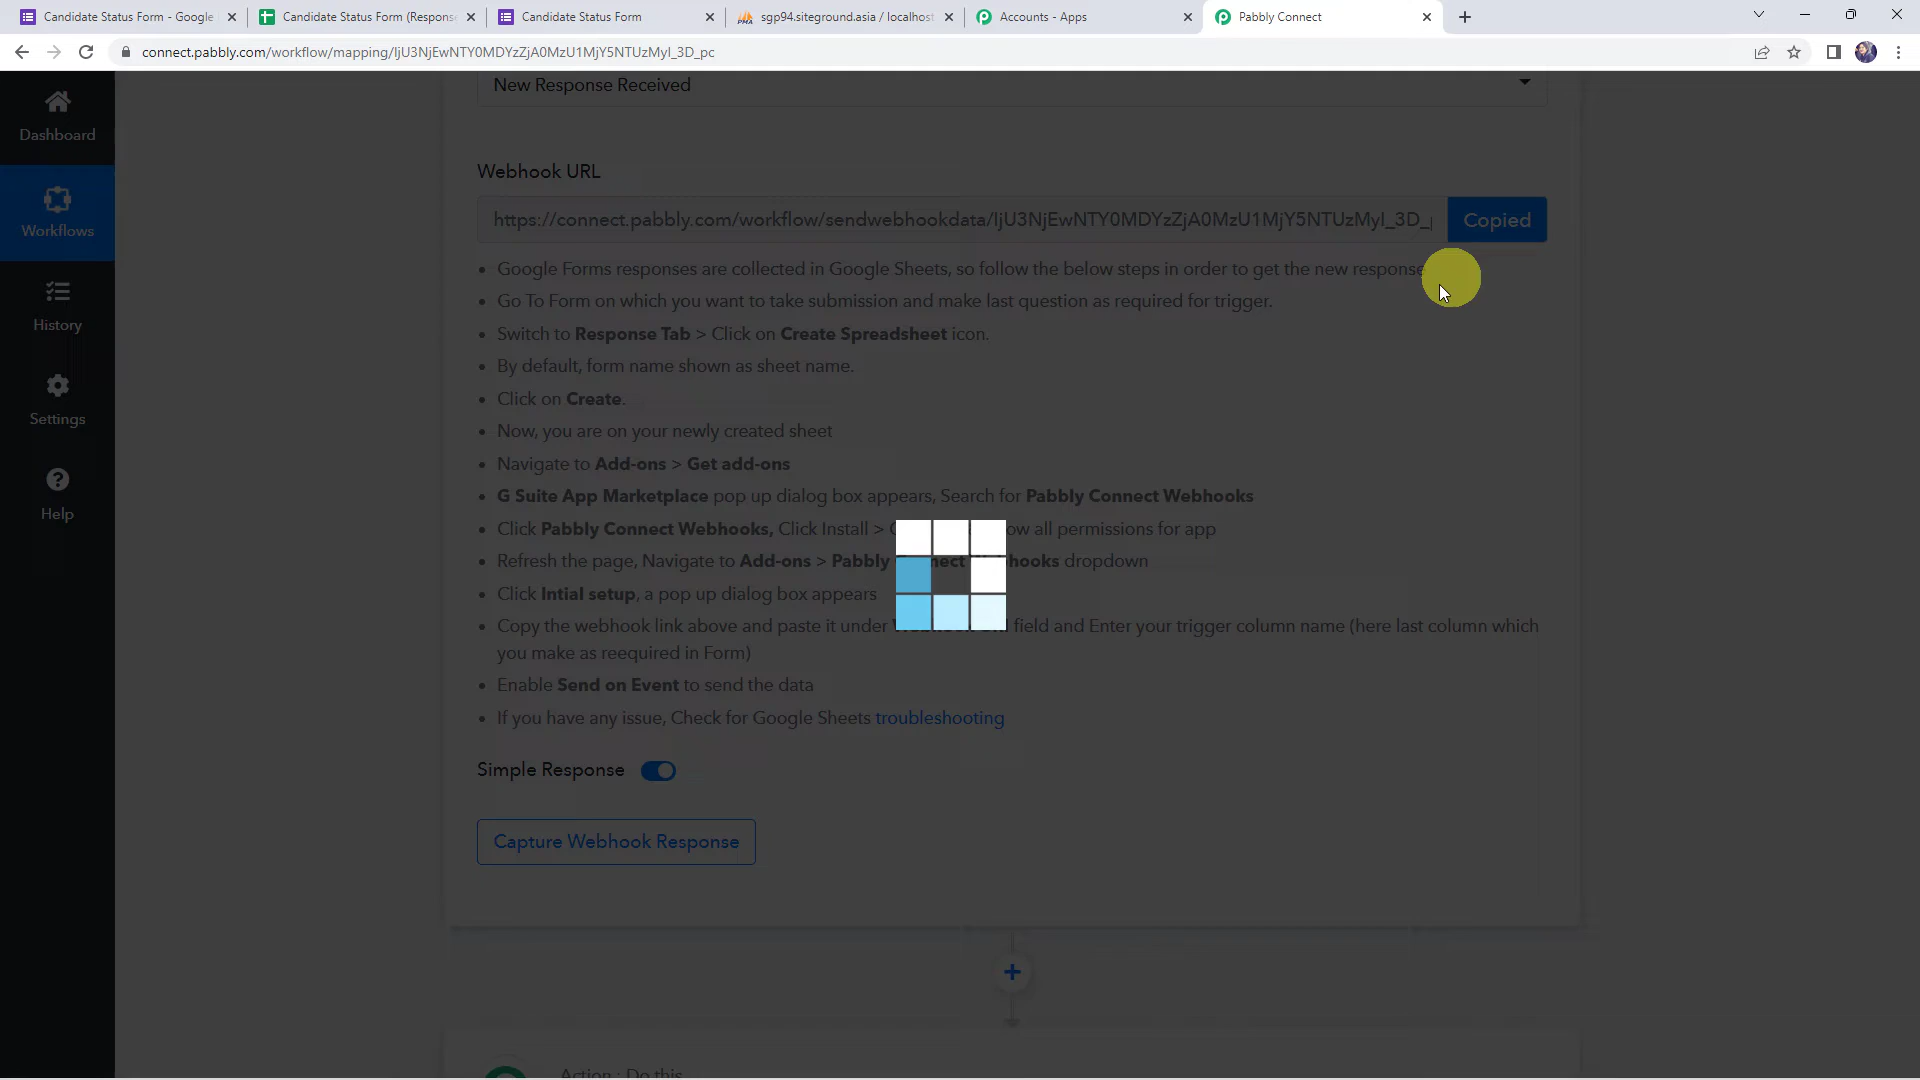 Candidate Status Form - Google
Candidate Status Form (Respons
Candidate Status Form
sgp94.siteground.asia / localhost
Accounts - Apps
Pabbly Connect
connect.pabbly.com/workflow/mapping/IjU3NjEwNTY0MDYzZjA0MzU1MjY5NTUzMyI_3D_pc
Dashboard
Workflows
History
Settings
Help
New Response Received
Webhook URL
https://connect.pabbly.com/workflow/sendwebhookdata/IjU3NjEwNTY0MDYzZjA0MzU1MjY5NTUzMyI_3D_
Copied
Google Forms responses are collected in Google Sheets, so follow the below steps in order to get the new response
Go To Form on which you want to take submission and make last question as required for trigger.
Switch to Response Tab > Click on Create Spreadsheet icon.
By default, form name shown as sheet name.
Click on Create.
Now, you are on your newly created sheet
Navigate to Add-ons > Get add-ons
G Suite App Marketplace pop up dialog box appears, Search for Pabbly Connect Webhooks
Click Pabbly Connect Webhooks, Click Install > all permissions for app
Refresh the page, Navigate to Add-ons > Pabbly dropdown
Click Intial setup, a pop up dialog box appears
Copy the webhook link above and paste it under field and Enter your trigger column name (here last column which
you make as reequired in Form)
Enable Send on Event to send the data
If you have any issue, Check for Google Sheets troubleshooting
Simple Response
Capture Webhook Response
Action : Do this